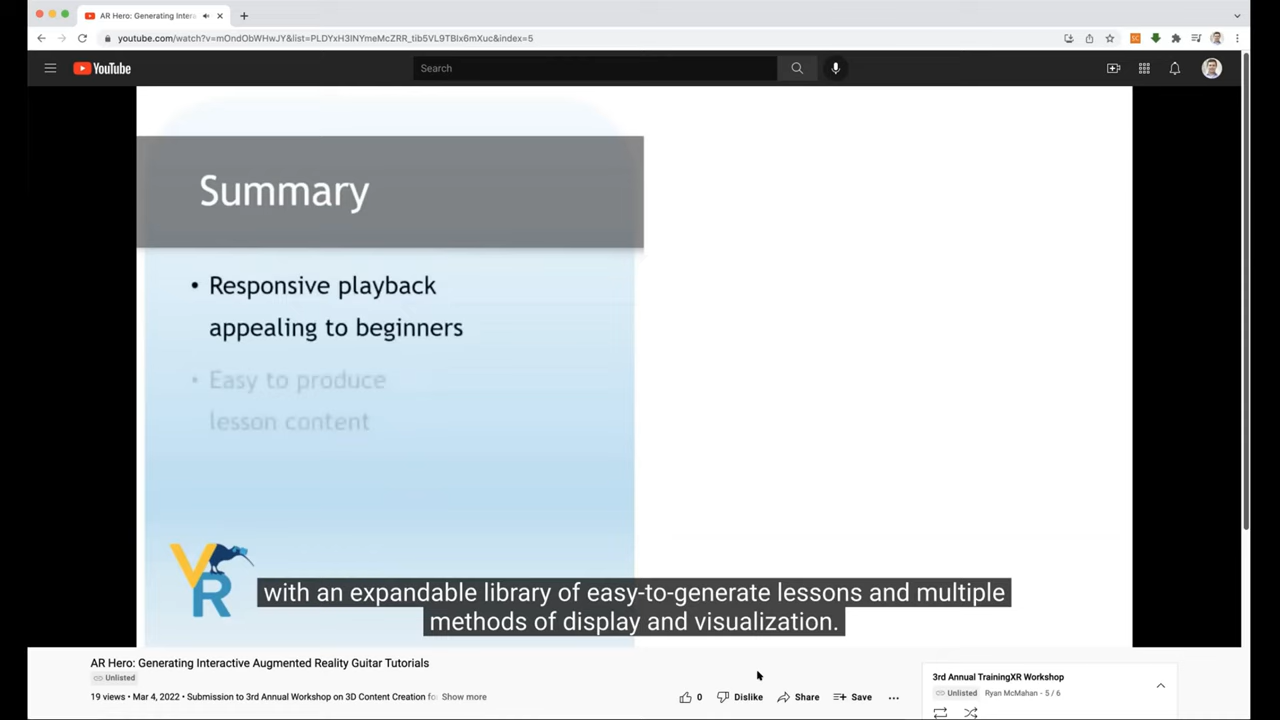 AR Hero: Generating Intera
youtube.com/watch?v=mOndObWHwJY&list=PLDYxH3lNYmeMcZRR_tib5VL9TBIx6mXuc&index=5
YouTube
Search
Summary
• Responsive playback
appealing to beginners
• Easy to produce
lesson content
VR
with an expandable library of easy-to-generate lessons and multiple
methods of display and visualization.
AR Hero: Generating Interactive Augmented Reality Guitar Tutorials
Unlisted
19 views • Mar 4, 2022 • Submission to 3rd Annual Workshop on 3D Content Creation fo Show more
0
Dislike
Share
Save
3rd Annual TrainingXR Workshop
Unlisted Ryan McMahan - 5 / 6